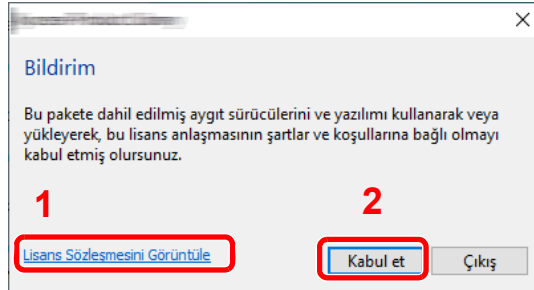 Bildirim
Bu pakete dahil edilmiş aygıt sürücülerini ve yazılımı kullanarak veya
yükleyerek, bu lisans anlaşmasının şartlar ve koşullarına bağlı olmayı
kabul etmiş olursunuz.
1 2
Lisans Sözleşmesini Görüntüle Kabul et Çıkış